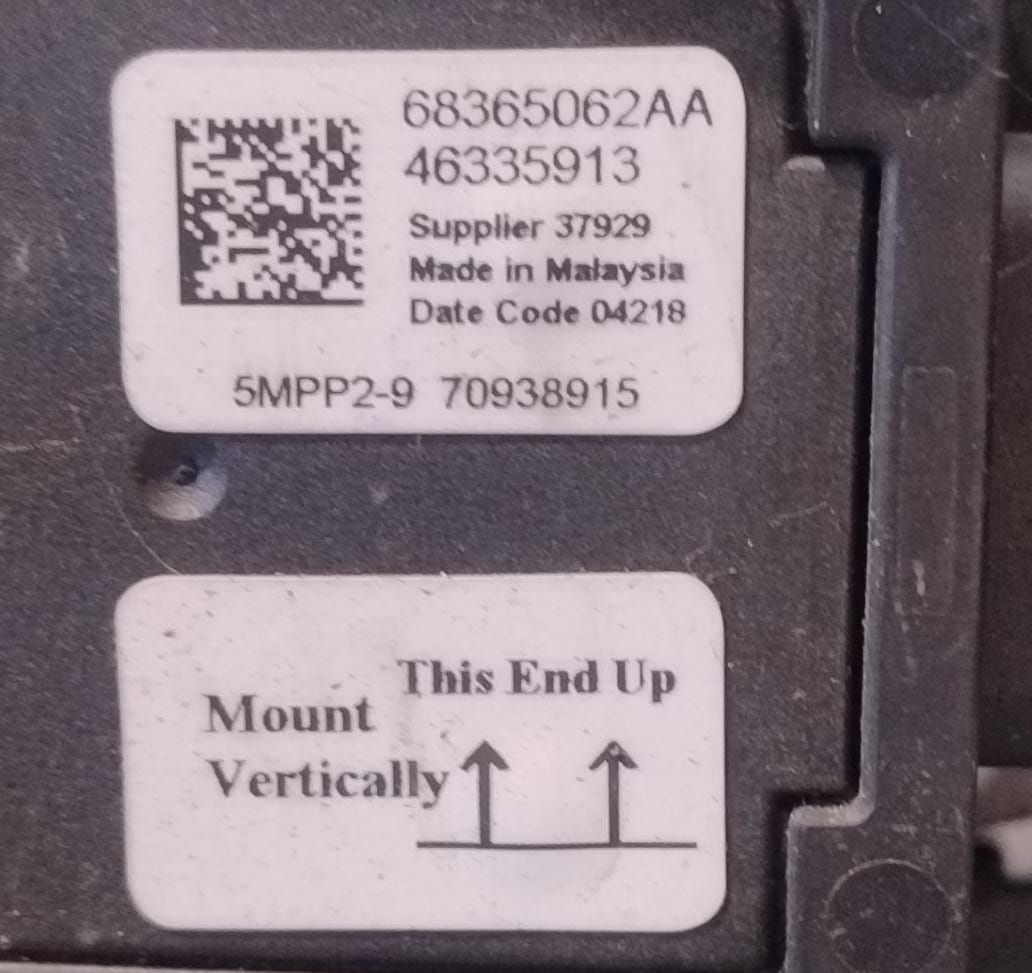 68365062AA
46335913
Supplier 37929
Made in Malaysia
Date Code 04218
5MPP2-9 70938915
This End Up
Mount
Vertically